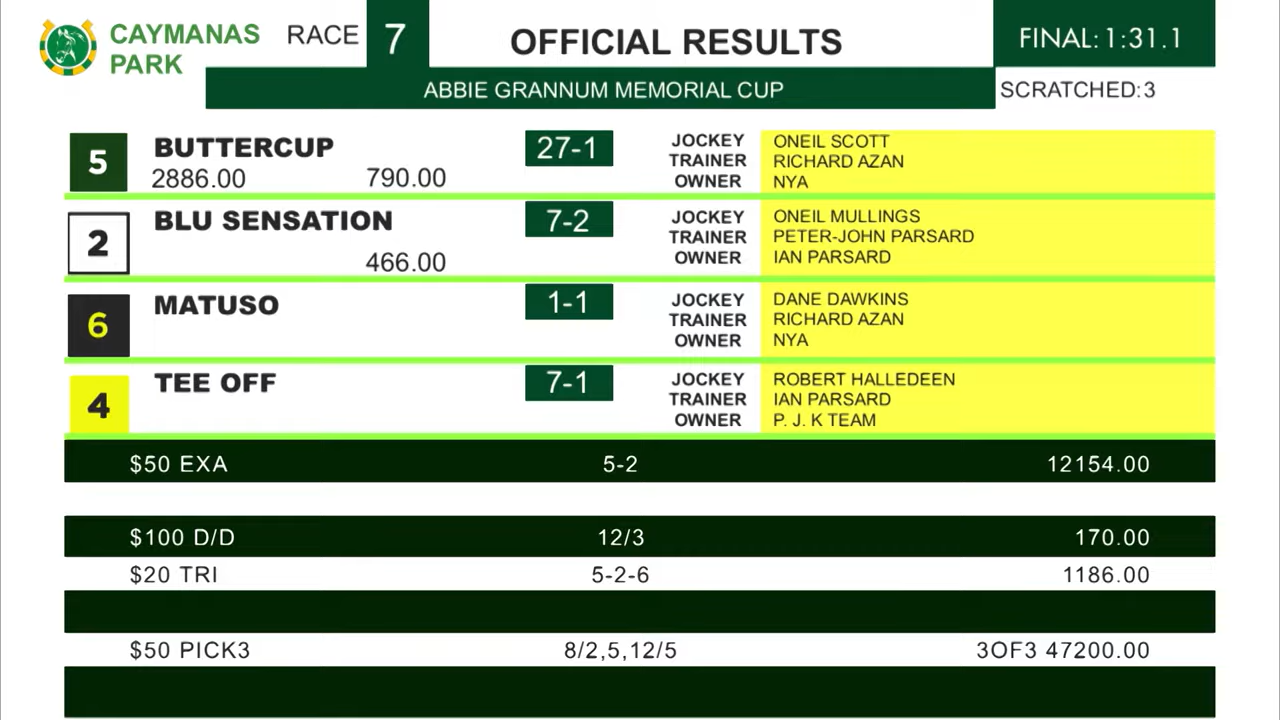 CAYMANAS PARK
RACE 7
OFFICIAL RESULTS
FINAL: 1:31.1
ABBIE GRANNUM MEMORIAL CUP
SCRATCHED:3
5 BUTTERCUP 27-1
2886.00 790.00
JOCKEY ONEIL SCOTT
TRAINER RICHARD AZAN
OWNER NYA
2 BLU SENSATION 7-2
466.00
JOCKEY ONEIL MULLINGS
TRAINER PETER-JOHN PARSARD
OWNER IAN PARSARD
6 MATUSO 1-1
JOCKEY DANE DAWKINS
TRAINER RICHARD AZAN
OWNER NYA
4 TEE OFF 7-1
JOCKEY ROBERT HALLEDEEN
TRAINER IAN PARSARD
OWNER P. J. K TEAM
$50 EXA 5-2 12154.00
$100 D/D 12/3 170.00
$20 TRI 5-2-6 1186.00
$50 PICK3 8/2,5,12/5 3OF3 47200.00